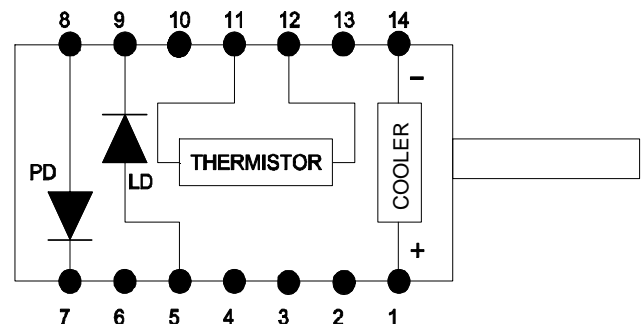 8 9 10 11 12 13 14
−
THERMISTOR
COOLER
PD
LD
+
7 6 5 4 3 2 1